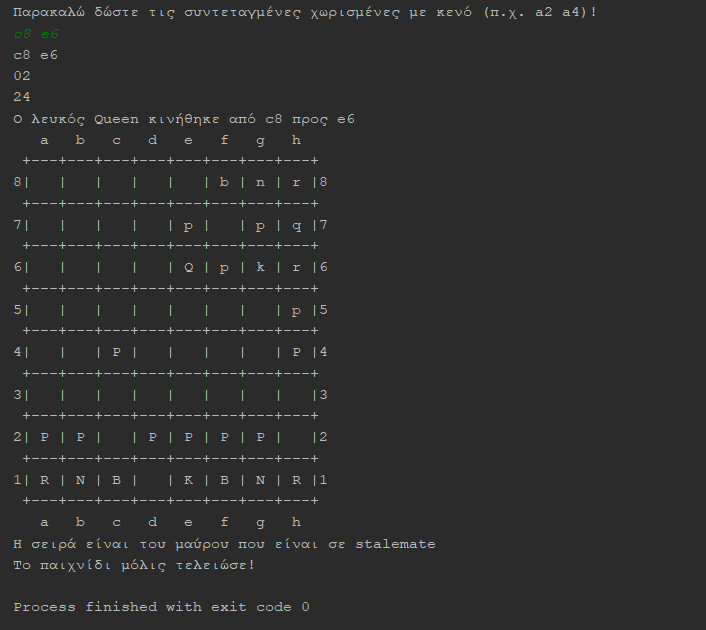 Παρακαλώ δώστε τις συντεταγμένες χωρισμένες με κενό (π.χ. a2 a4)!
c8 e6
c8 e6
02
24
Ο λευκός Queen κινήθηκε από c8 προς e6
   a   b   c   d   e   f   g   h
 +---+---+---+---+---+---+---+---+
8|   |   |   |   |   | b | n | r |8
 +---+---+---+---+---+---+---+---+
7|   |   |   |   | p |   | p | q |7
 +---+---+---+---+---+---+---+---+
6|   |   |   |   | Q | p | k | r |6
 +---+---+---+---+---+---+---+---+
5|   |   |   |   |   |   |   | p |5
 +---+---+---+---+---+---+---+---+
4|   |   | P |   |   |   |   | P |4
 +---+---+---+---+---+---+---+---+
3|   |   |   |   |   |   |   |   |3
 +---+---+---+---+---+---+---+---+
2| P | P |   | P | P | P | P |   |2
 +---+---+---+---+---+---+---+---+
1| R | N | B |   | K | B | N | R |1
 +---+---+---+---+---+---+---+---+
   a   b   c   d   e   f   g   h
Η σειρά είναι του μαύρου που είναι σε stalemate
Το παιχνίδι μόλις τελειώσε!
Process finished with exit code 0